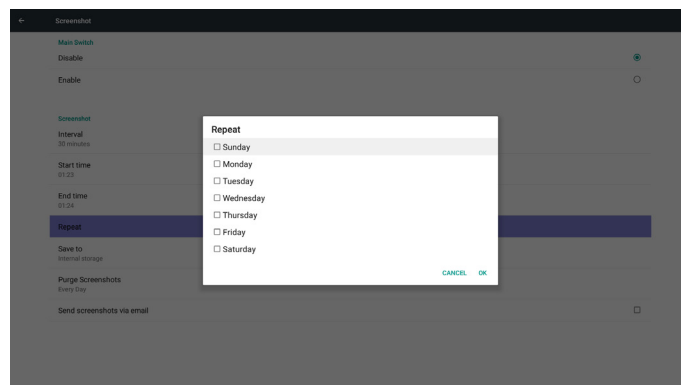 Screenshot
Main Switch
Disable
Enable
Screenshot
Interval
30 minutes
Start time
01:23
End time
01:24
Repeat
Save to
Internal storage
Purge Screenshots
Every Day
Send screenshots via email
Repeat
Sunday
Monday
Tuesday
Wednesday
Thursday
Friday
Saturday
CANCEL OK